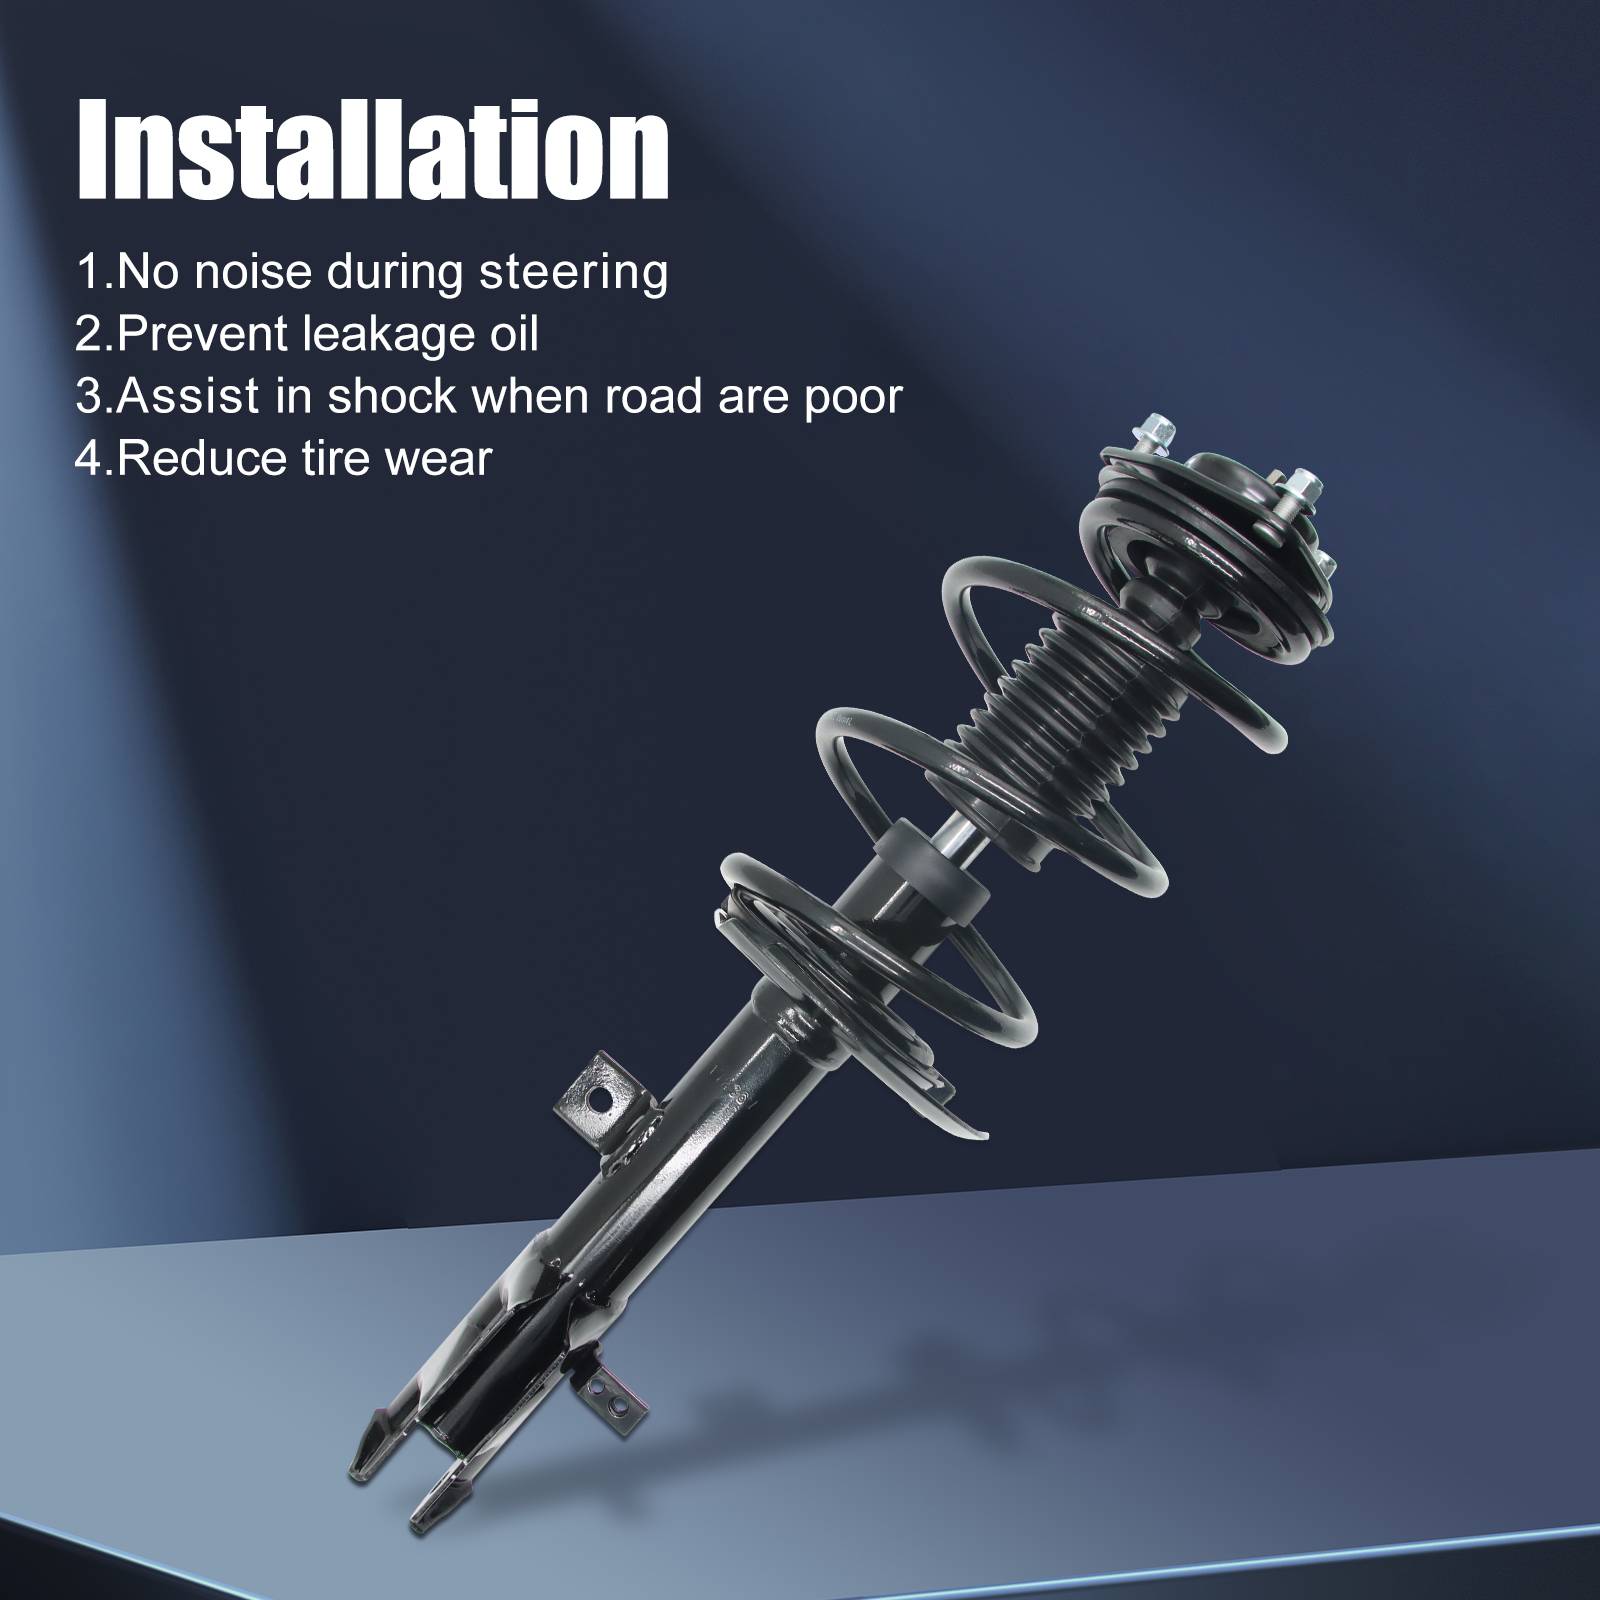 Installation
1.No noise during steering
2.Prevent leakage oil
3.Assist in shock when road are poor
4.Reduce tire wear